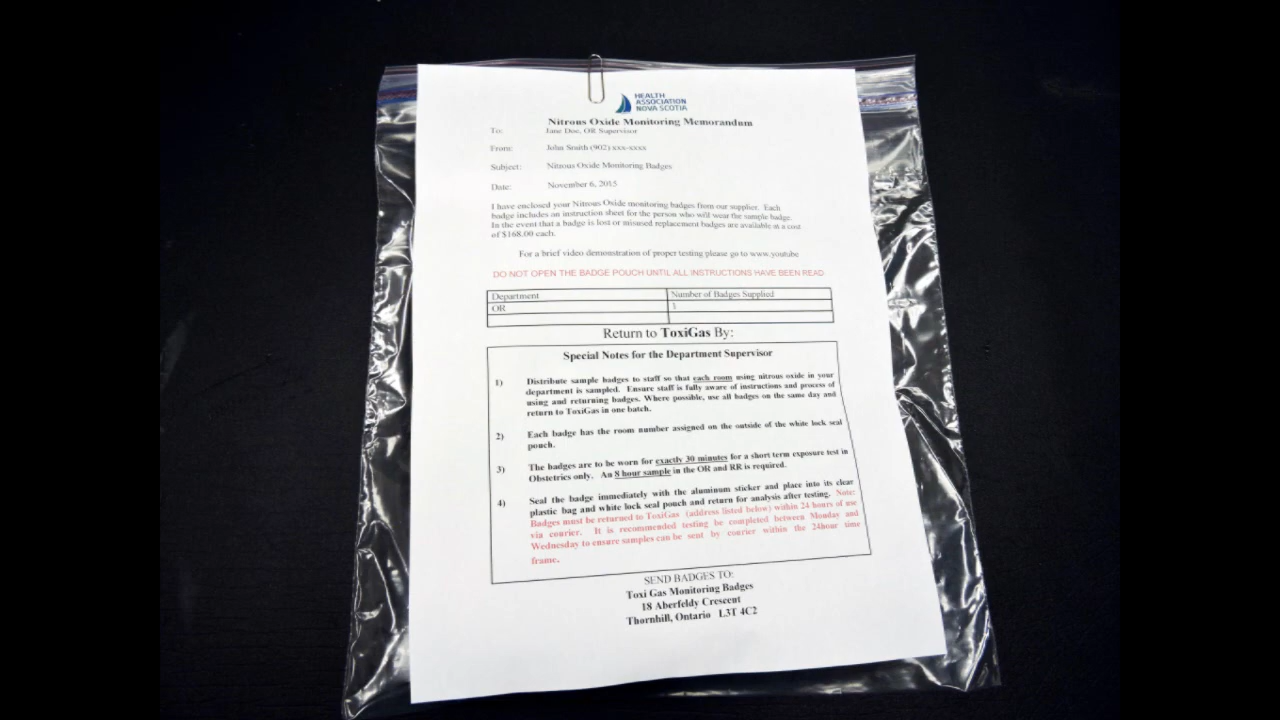 HEALTH
ASSOCIATION
NOVA SCOTIA
Nitrous Oxide Monitoring Memorandum
To: Jane Doe, OR Supervisor
From: John Smith (902) xxx-xxxx
Subject: Nitrous Oxide Monitoring Badges
Date: November 6, 2015
I have enclosed your Nitrous Oxide monitoring badges from our supplier. Each
badge includes an instruction sheet for the person who will wear the sample badge.
In the event that a badge is lost or misused replacement badges are available at a cost
of $168.00 each.
For a brief video demonstration of proper testing please go to www.youtube
DO NOT OPEN THE BADGE POUCH UNTIL ALL INSTRUCTIONS HAVE BEEN READ
Department Number of Badges Supplied
OR
Return to ToxiGas By:
Special Notes for the Department Supervisor
1) Distribute sample badges to staff so that each room using nitrous oxide in your
department is sampled. Ensure staff is fully aware of instructions and process of
using and returning badges. Where possible, use all badges on the same day and
return to ToxiGas in one batch.
2) Each badge has the room number assigned on the outside of the white lock seal
pouch.
3) The badges are to be worn for exactly 30 minutes for a short term exposure test in
Obstetrics only. An 8 hour sample in the OR and RR is required.
4) Seal the badge immediately with the aluminum sticker and place into its clear
plastic bag and white lock seal pouch and return for analysis after testing. Note:
Badges must be returned to ToxiGas (address listed below) within 24 hours of use
via courier. It is recommended testing be completed between Monday and
Wednesday to ensure samples can be sent by courier within the 24hour time
frame.
SEND BADGES TO:
Toxi Gas Monitoring Badges
18 Aberfeldy Crescent
Thornhill, Ontario L3T 4C2